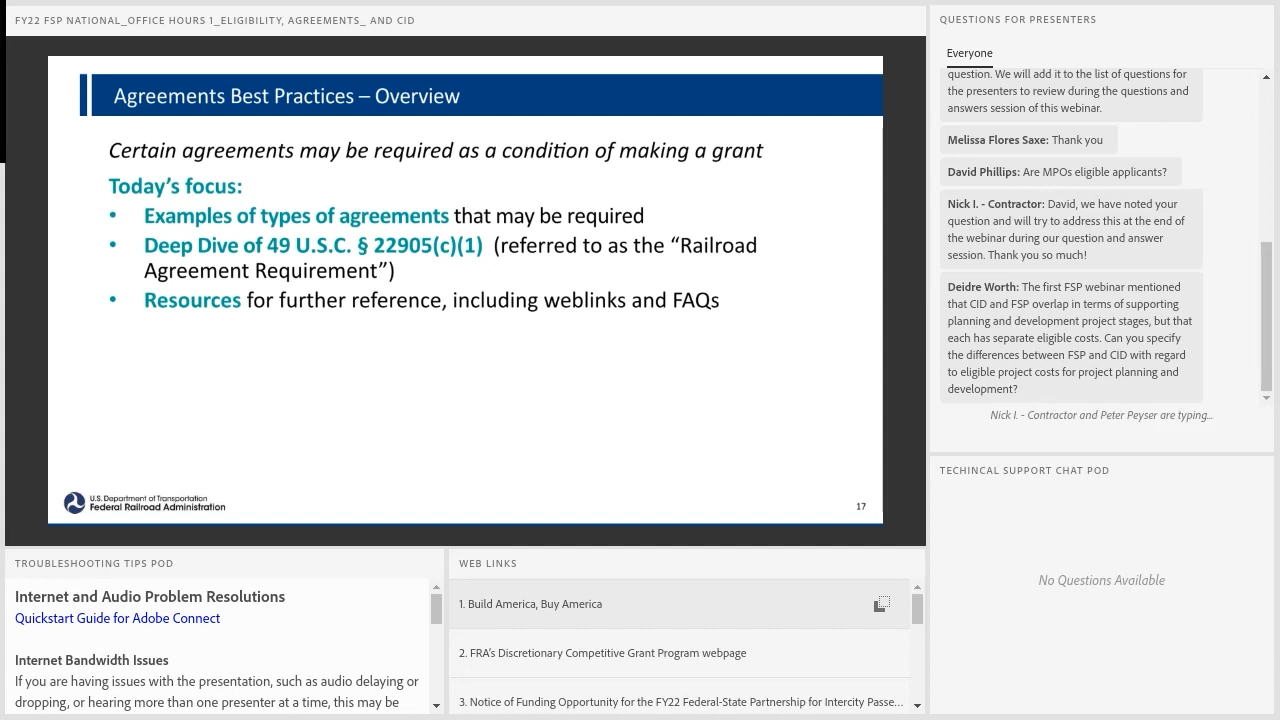 FY22 FSP NATIONAL_OFFICE HOURS 1_ELIGIBILITY, AGREEMENTS_ AND CID
Agreements Best Practices – Overview
Certain agreements may be required as a condition of making a grant
Today's focus:
• Examples of types of agreements that may be required
• Deep Dive of 49 U.S.C. § 22905(c)(1) (referred to as the “Railroad
Agreement Requirement”)
• Resources for further reference, including weblinks and FAQs
U.S. Department of Transportation
Federal Railroad Administration
17
QUESTIONS FOR PRESENTERS
Everyone
question. We will add it to the list of questions for
the presenters to review during the questions and
answers session of this webinar.
Melissa Flores Saxe: Thank you
David Phillips: Are MPOs eligible applicants?
Nick I. - Contractor: David, we have noted your
question and will try to address this at the end of
the webinar during our question and answer
session. Thank you so much!
Deidre Worth: The first FSP webinar mentioned
that CID and FSP overlap in terms of supporting
planning and development project stages, but that
each has separate eligible costs. Can you specify
the differences between FSP and CID with regard
to eligible project costs for project planning and
development?
Nick I. - Contractor and Peter Peyser are typing...
TECHINCAL SUPPORT CHAT POD
No Questions Available
TROUBLESHOOTING TIPS POD
Internet and Audio Problem Resolutions
Quickstart Guide for Adobe Connect
Internet Bandwidth Issues
If you are having issues with the presentation, such as audio delaying or
dropping, or hearing more than one presenter at a time, this may be
WEB LINKS
1. Build America, Buy America
2. FRA's Discretionary Competitive Grant Program webpage
3. Notice of Funding Opportunity for the FY22 Federal-State Partnership for Intercity Passe...